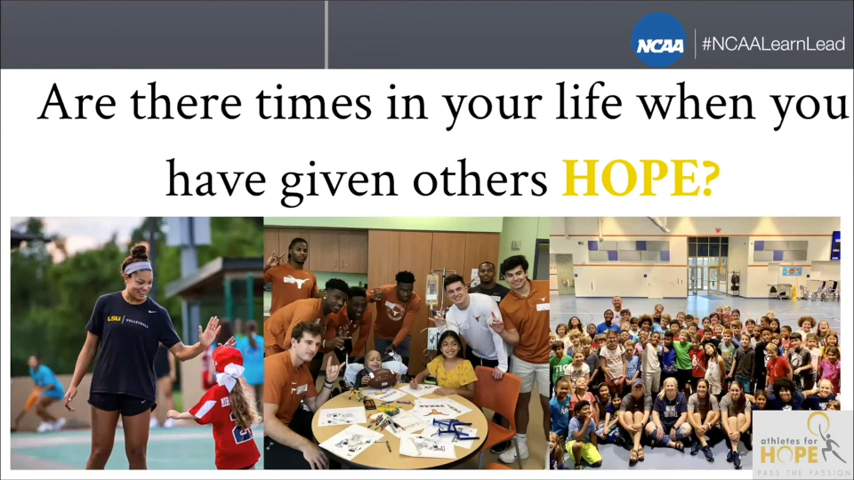 NCAA
#NCAALearnLead
Are there times in your life when you
have given others HOPE?
LSU
athletes for
HOPE
PASS THE PASSION